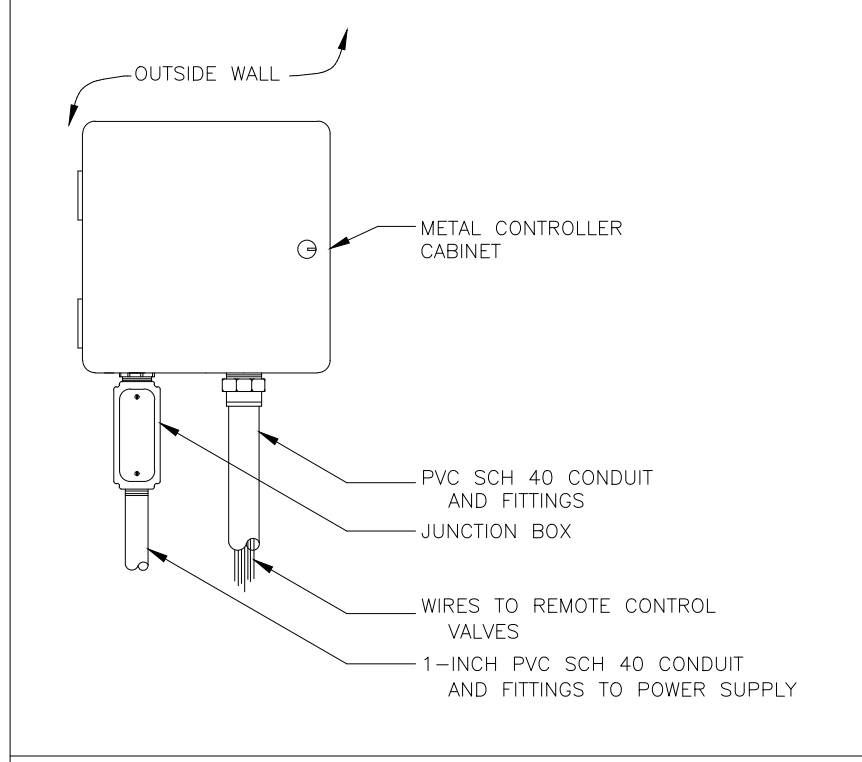 OUTSIDE WALL
METAL CONTROLLER
CABINET
PVC SCH 40 CONDUIT
AND FITTINGS
JUNCTION BOX
WIRES TO REMOTE CONTROL
VALVES
1-INCH PVC SCH 40 CONDUIT
AND FITTINGS TO POWER SUPPLY